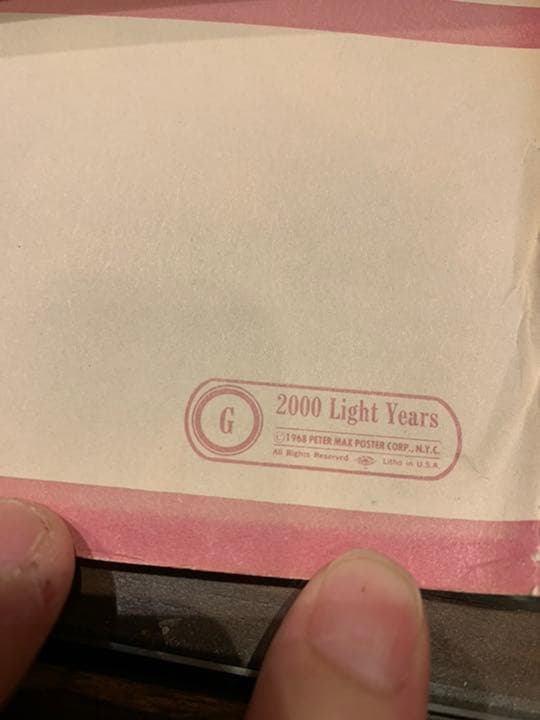 G
2000 Light Years
©1968 PETER MAX POSTER CORP., N.Y.C.
All Rights Reserved Litho in U.S.A.